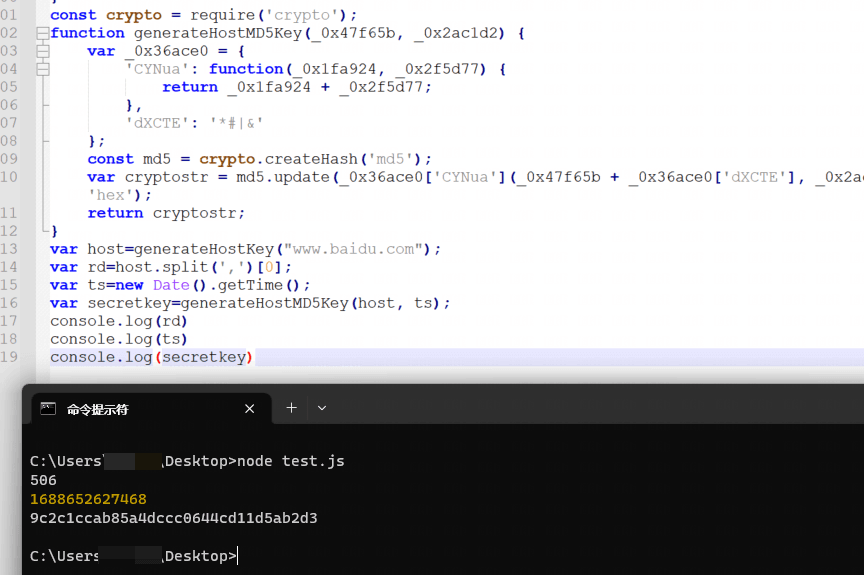 01 const crypto = require('crypto');
02 function generateHostMD5Key(_0x47f65b, _0x2ac1d2) {
03 var _0x36ace0 = {
04 'CYNua': function(_0x1fa924, _0x2f5d77) {
05 return _0x1fa924 + _0x2f5d77;
06 },
07 'dXCTE': '*#|&'
08 };
09 const md5 = crypto.createHash('md5');
10 var cryptostr = md5.update(_0x36ace0['CYNua'](_0x47f65b + _0x36ace0['dXCTE'], _0x2a
'hex');
11 return cryptostr;
12 }
13 var host=generateHostKey("www.baidu.com");
14 var rd=host.split(',')[0];
15 var ts=new Date().getTime();
16 var secretkey=generateHostMD5Key(host, ts);
17 console.log(rd)
18 console.log(ts)
19 console.log(secretkey)
命令提示符
C:\Users\ \Desktop>node test.js
506
1688652627468
9c2c1ccab85a4dccc0644cd11d5ab2d3
C:\Users \Desktop>